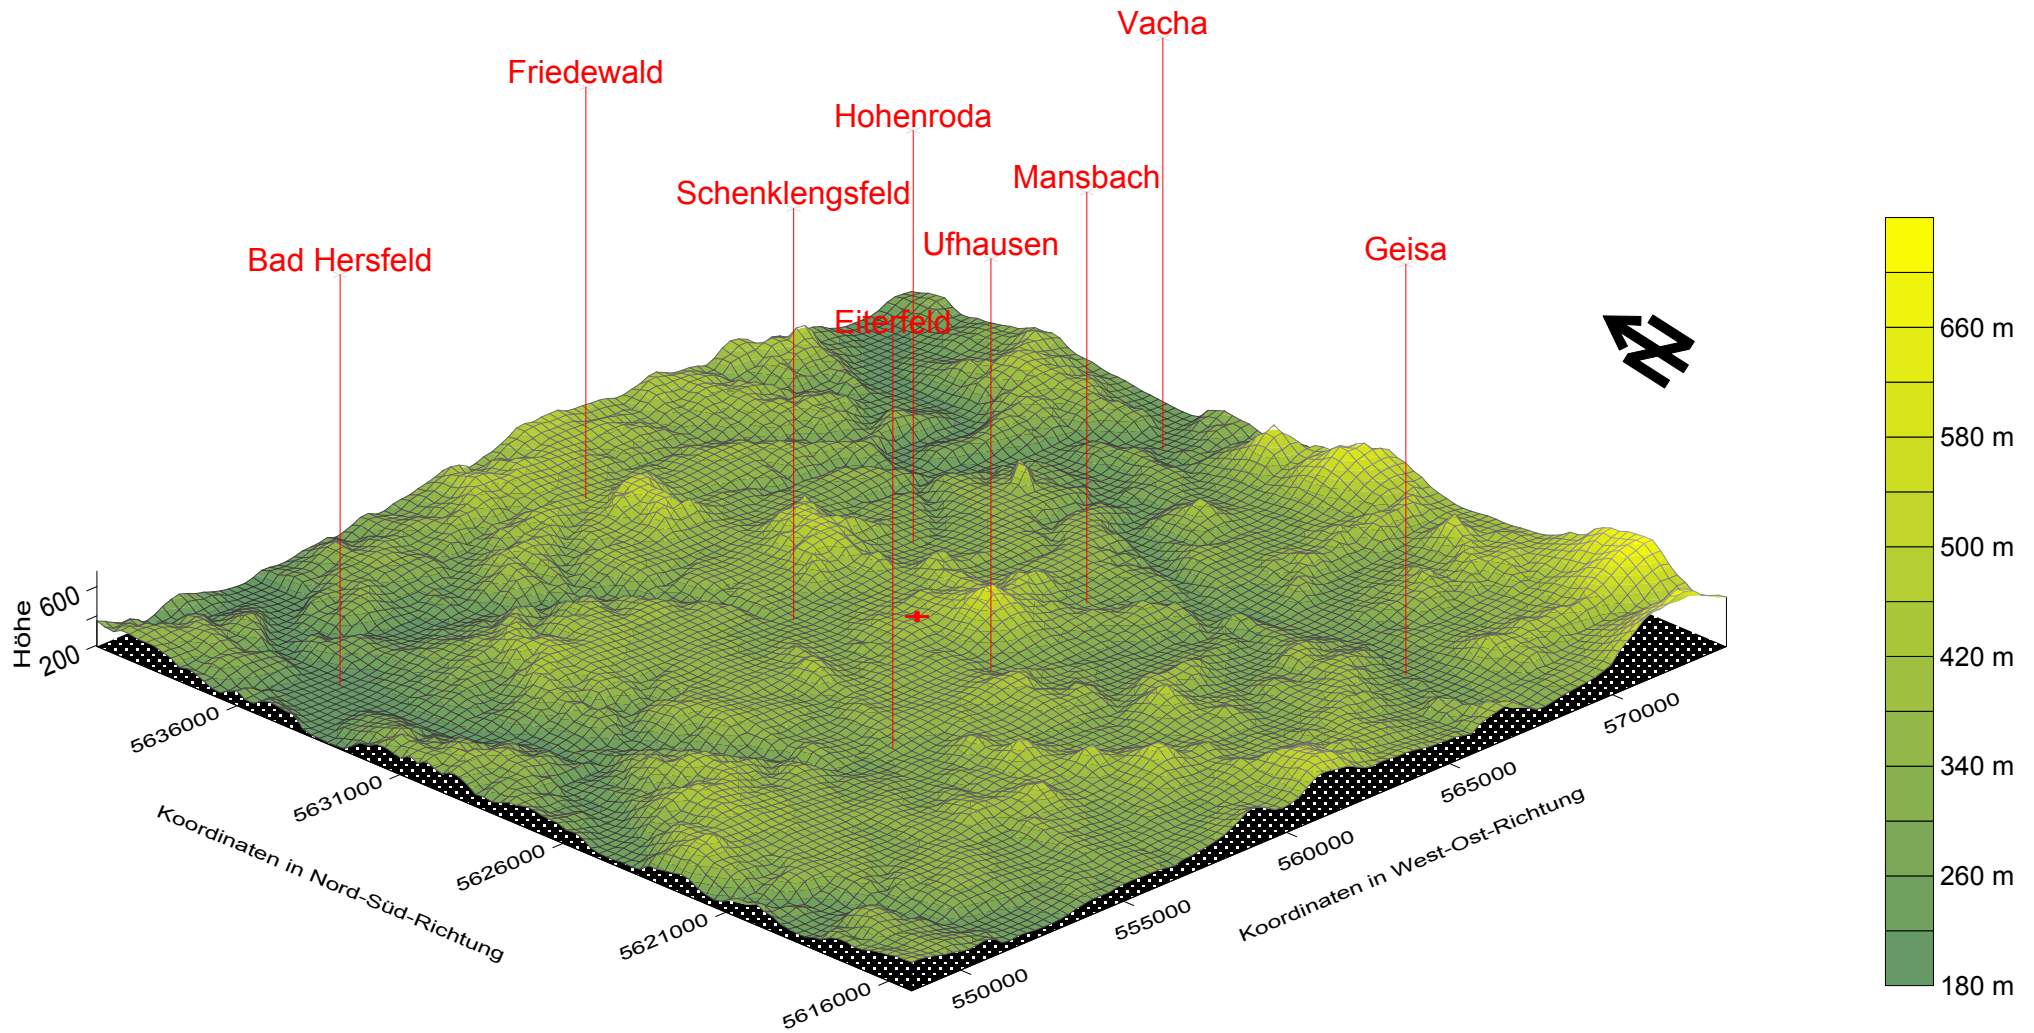 Vacha
Friedewald
Hohenroda
Mansbach
Schenklengsfeld
Ufhausen
Geisa
Bad Hersfeld
Eiterfeld
N
660 m
580 m
500 m
420 m
340 m
260 m
180 m
Höhe
600
200
5636000
5631000
5626000
5621000
5616000
Koordinaten in Nord-Süd-Richtung
550000
555000
560000
565000
570000
Koordinaten in West-Ost-Richtung